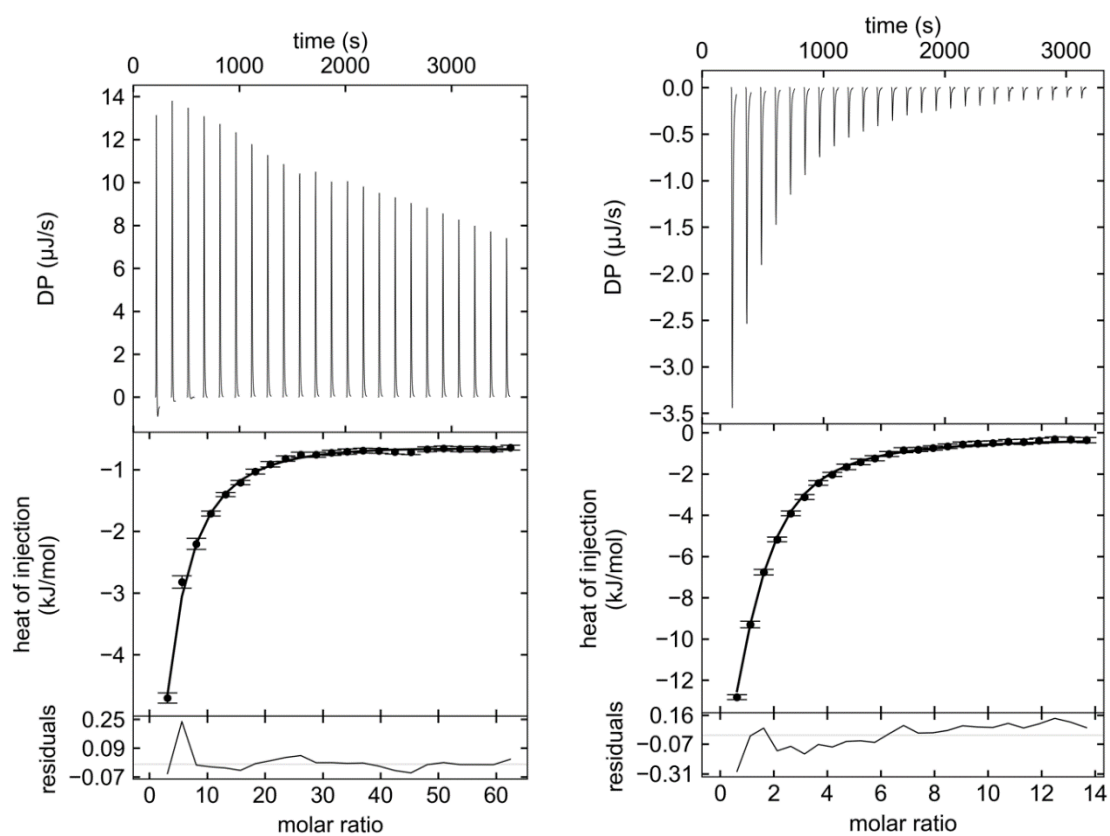 time (s)
0 1000 2000 3000
14
12
10
8
6
4
2
0
DP (µJ/s)
−1
−2
−3
−4
heat of injection
(kJ/mol)
0.25
0.09
−0.07
residuals
0 10 20 30 40 50 60
molar ratio
time (s)
0 1000 2000 3000
0.0
−0.5
−1.0
−1.5
−2.0
−2.5
−3.0
−3.5
DP (µJ/s)
0
−2
−4
−6
−8
−10
−12
heat of injection
(kJ/mol)
0.16
−0.07
−0.31
residuals
0 2 4 6 8 10 12 14
molar ratio